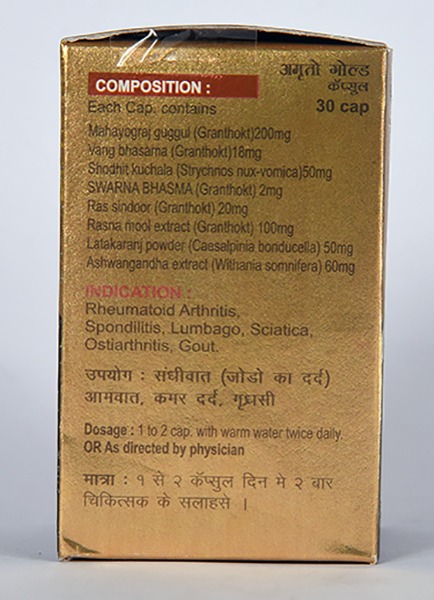 अमृतो गोल्ड
कॅप्सुल
30 cap
COMPOSITION :
Each Cap. contains
Mahayograj guggul (Granthokt)200mg
Vang bhasama (Granthokt)18mg
Shodhit kuchala (Strychnos nux-vomica)50mg
SWARNA BHASMA (Granthokt) 2mg
Ras sindoor (Granthokt) 20mg
Rasna mool extract (Granthokt) 100mg
Latakaranj powder (Caesalpinia bonducella) 50mg
Ashwangandha extract (Withania somnifera) 60mg
INDICATION :
Rheumatoid Arthritis,
Spondilitis, Lumbago, Sciatica,
Ostiarthritis, Gout.
उपयोग : संधीवात (जोडो का दर्द)
आमवात, कमर दर्द, गृध्रसी
Dosage : 1 to 2 cap. with warm water twice daily.
OR As directed by physician
मात्रा : १ से २ कॅप्सुल दिन मे २ बार
चिकित्सक के सलाहसे ।